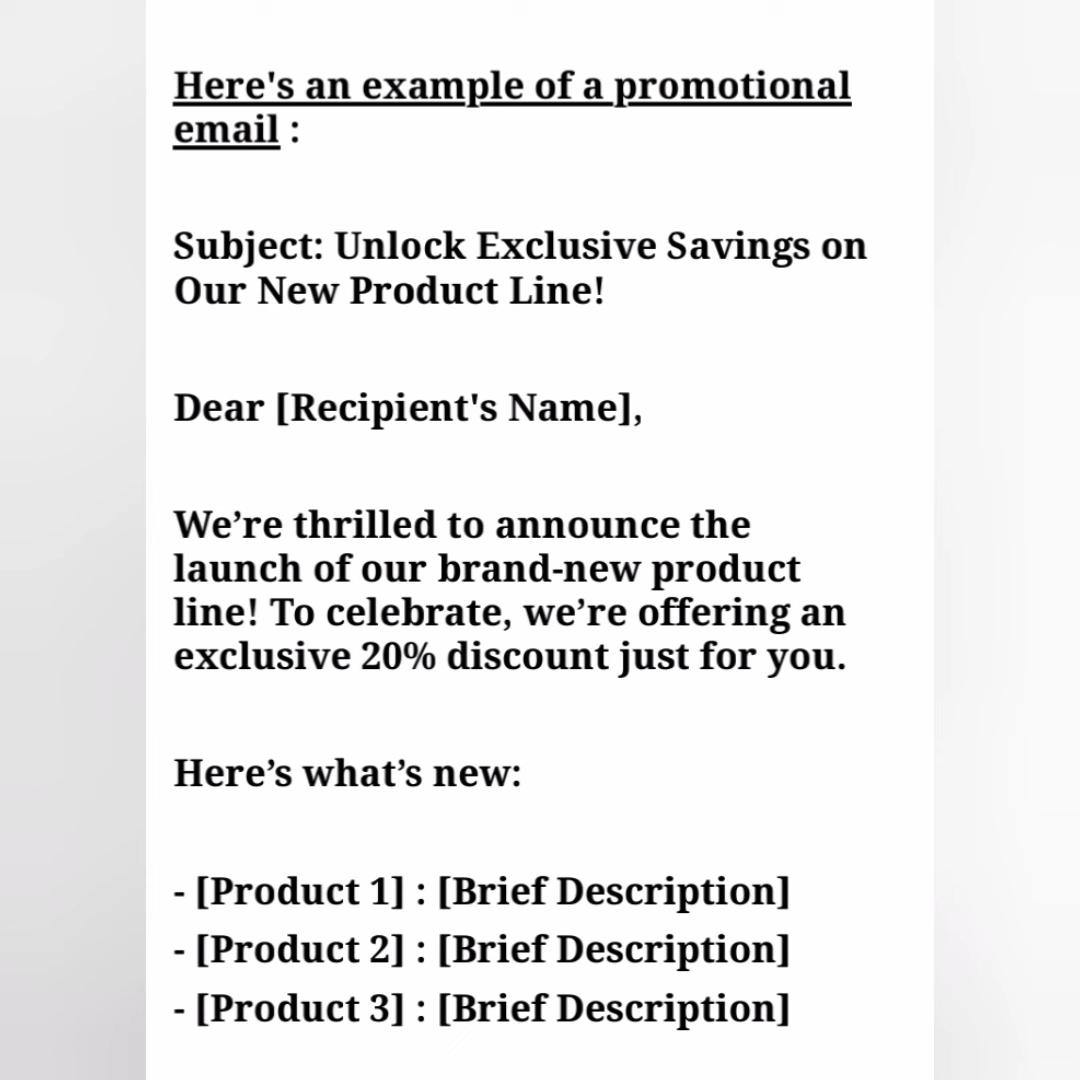 Here's an example of a promotional
email :
Subject: Unlock Exclusive Savings on
Our New Product Line!
Dear [Recipient's Name],
We’re thrilled to announce the
launch of our brand-new product
line! To celebrate, we’re offering an
exclusive 20% discount just for you.
Here’s what’s new:
- [Product 1] : [Brief Description]
- [Product 2] : [Brief Description]
- [Product 3] : [Brief Description]